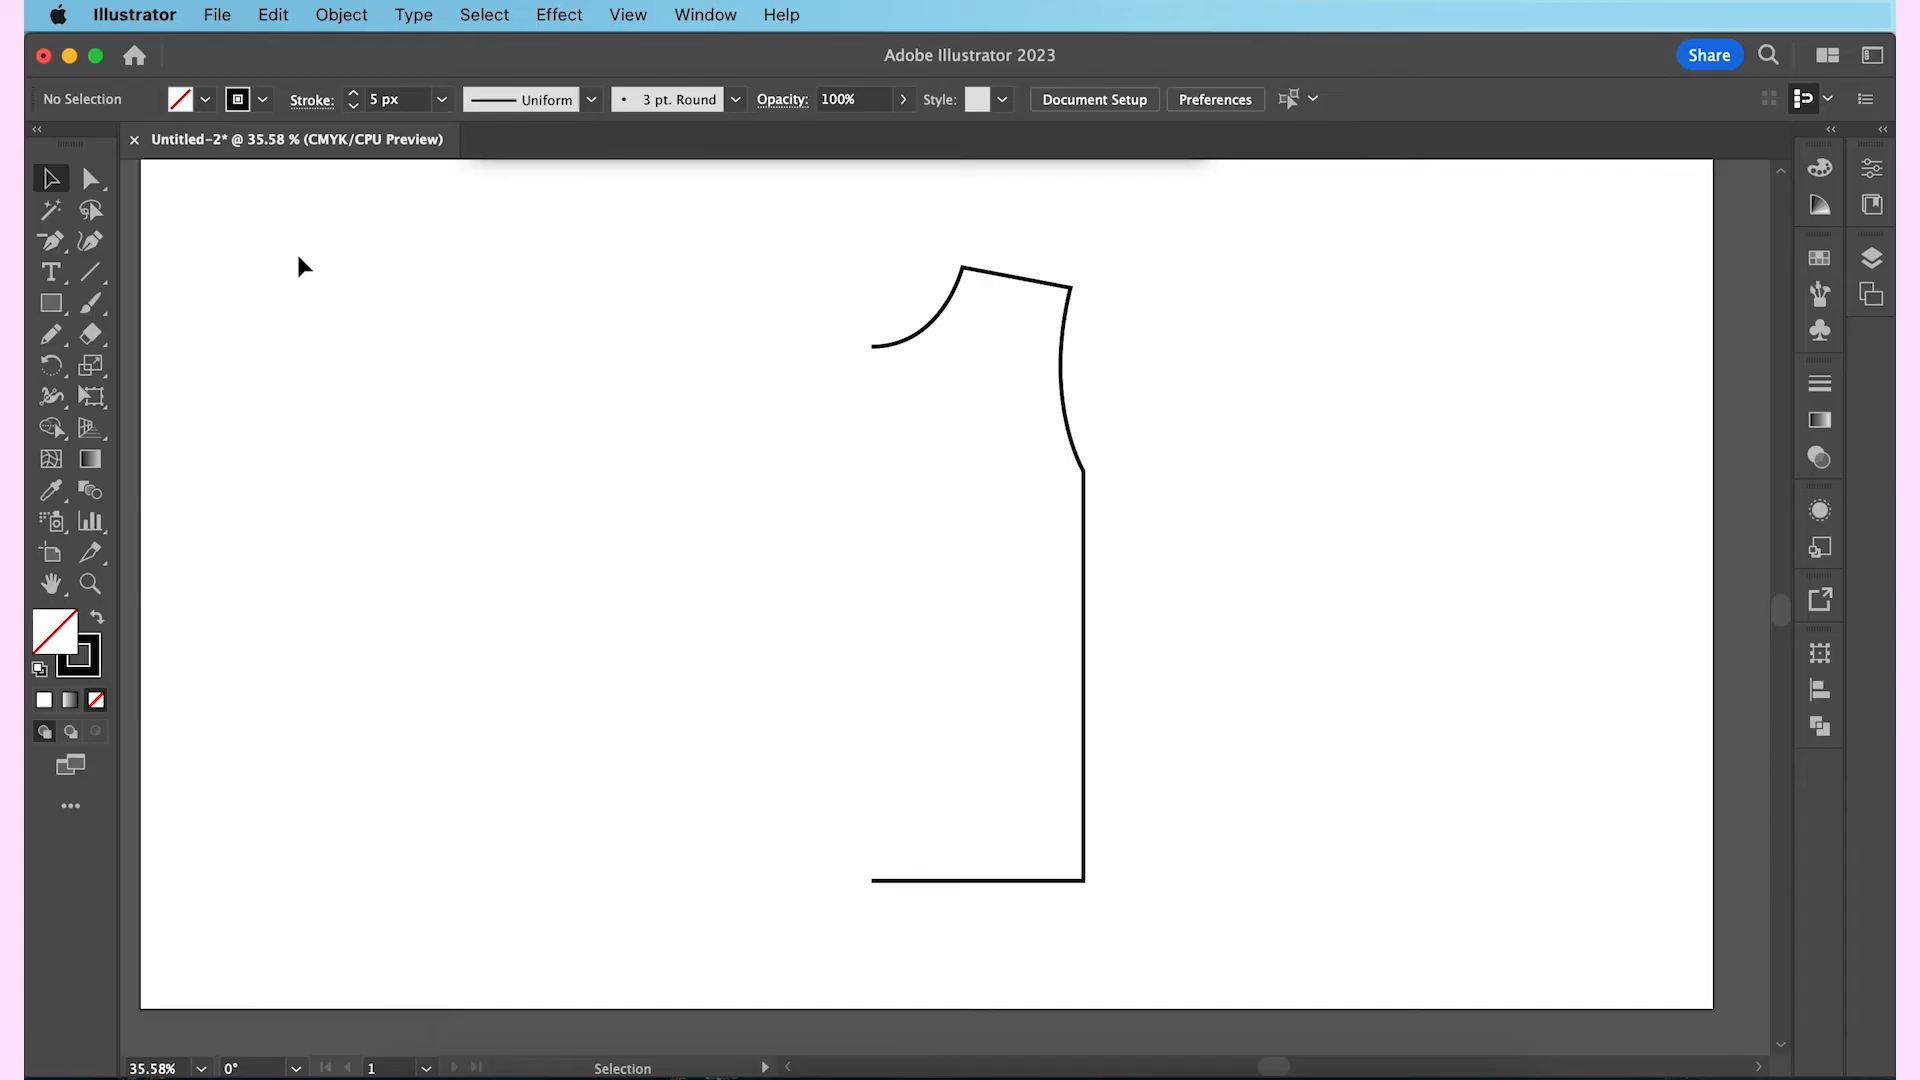 Illustrator File Edit Object Type Select Effect View Window Help
Adobe Illustrator 2023
Share
No Selection Stroke: 5 px Uniform 3 pt. Round Opacity: 100% Style: Document Setup Preferences
Untitled-2* @ 35.58 % (CMYK/CPU Preview)
35.58% 0° 1 Selection